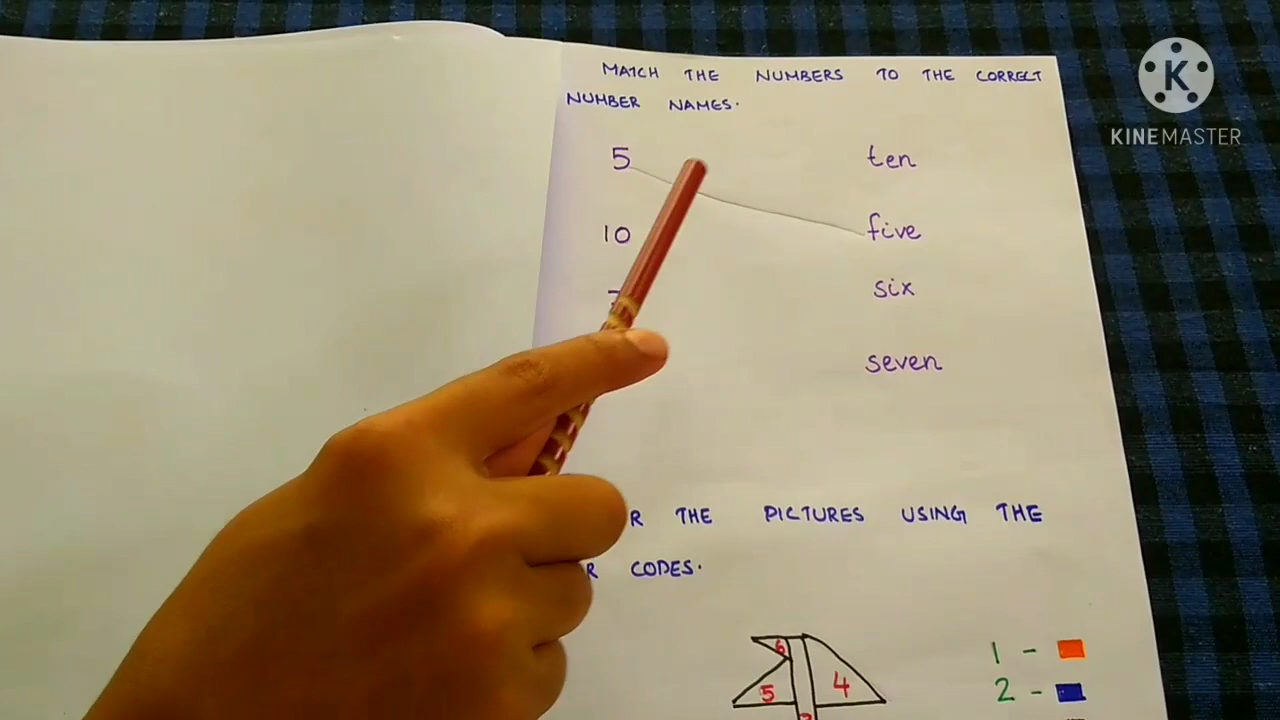 MATCH THE NUMBERS TO THE CORRECT
NUMBER NAMES.
K
KINEMASTER
5 ten
10 five
six
seven
THE PICTURES USING THE
CODES.
6
5 4
1 -
2 -